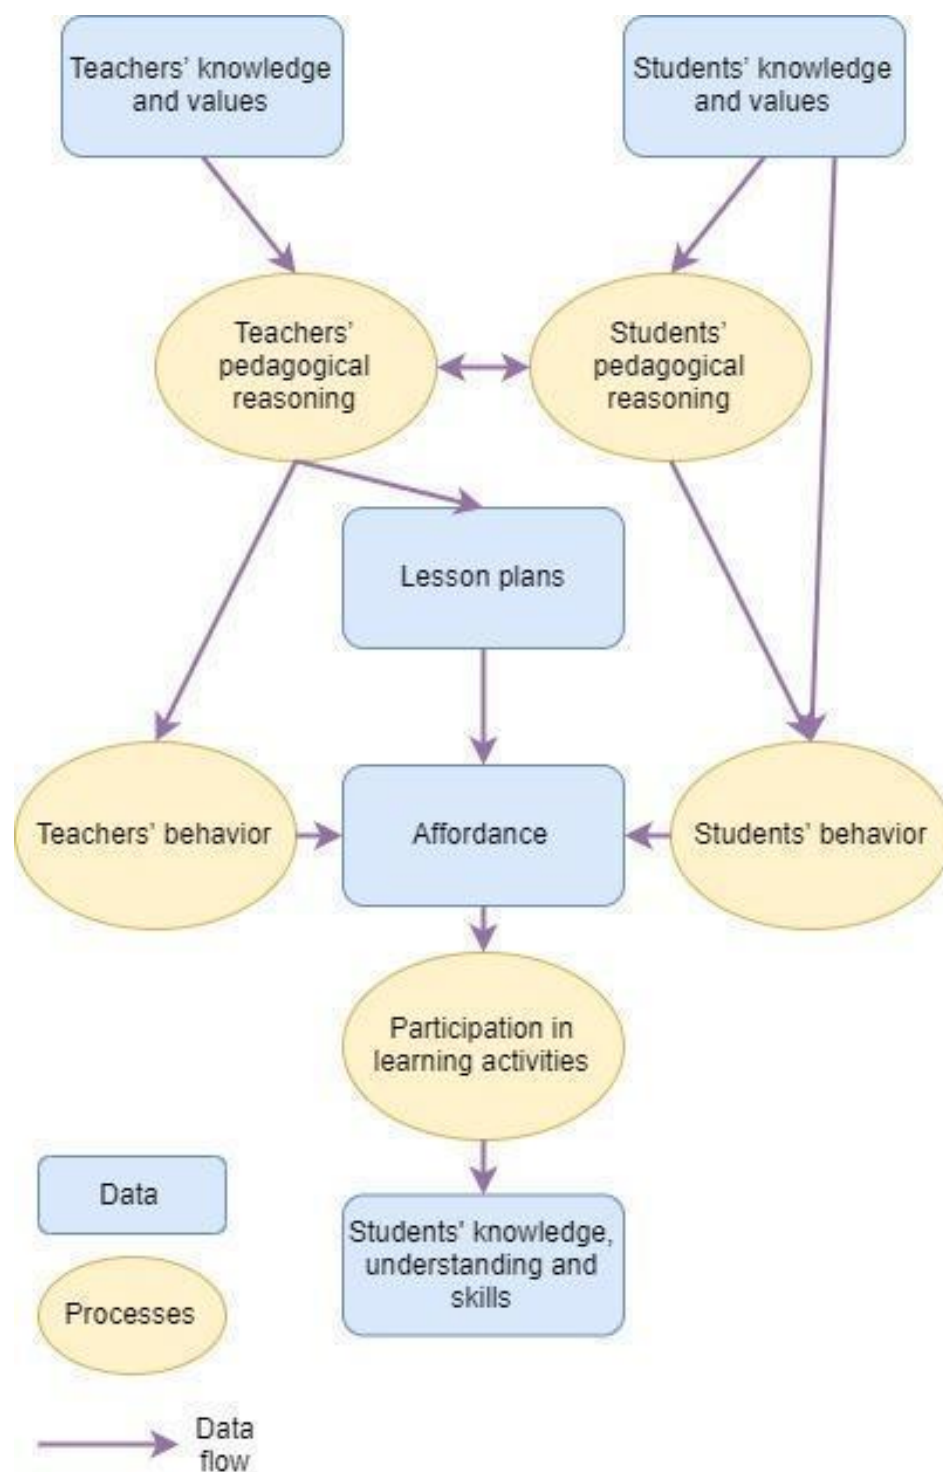 Teachers’ knowledge
and values
Students’ knowledge
and values
Teachers’
pedagogical
reasoning
Students’
pedagogical
reasoning
Lesson plans
Teachers’ behavior
Affordance
Students’ behavior
Participation in
learning activities
Data
Students’ knowledge,
understanding and
skills
Processes
Data
flow